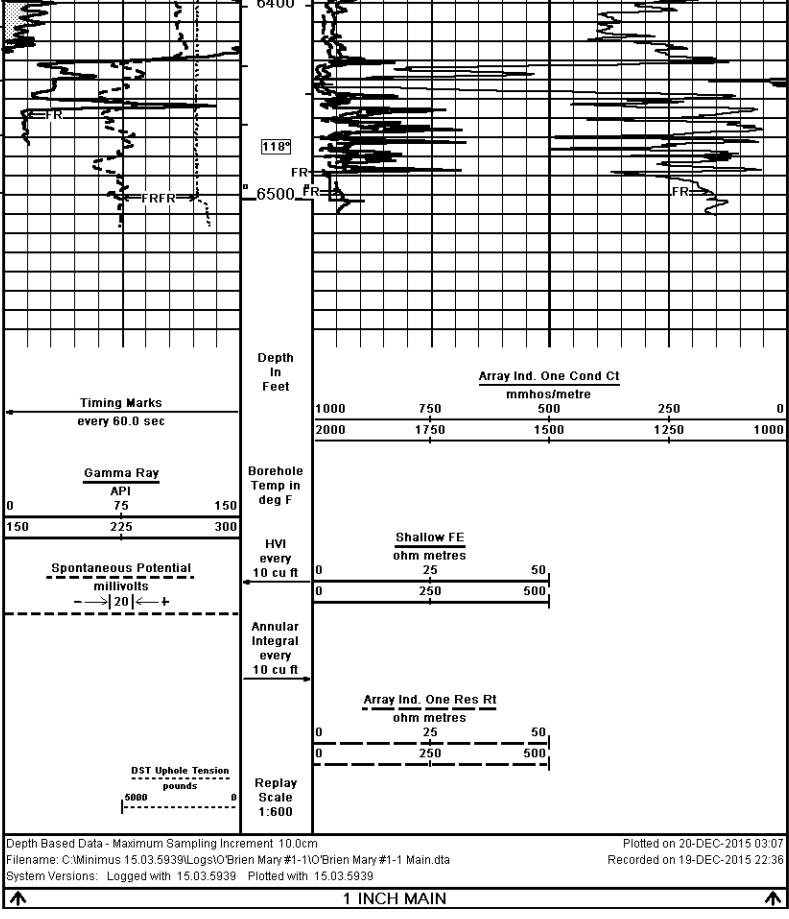 6400
FR
118°
FR
6500
FR
FRFR
FR
Depth
In
Feet
Array Ind. One Cond Ct
mmhos/metre
1000 750 500 250 0
2000 1750 1500 1250 1000
Timing Marks
every 60.0 sec
Gamma Ray
API
0 75 150
150 225 300
Borehole
Temp in
deg F
HVI
every
10 cu ft
Shallow FE
ohm metres
0 25 50
0 250 500
Spontaneous Potential
millivolts
- →|20|← +
Annular
Integral
every
10 cu ft
Array Ind. One Res Rt
ohm metres
0 25 50
0 250 500
DST Uphole Tension
pounds
5000 0
Replay
Scale
1:600
Depth Based Data - Maximum Sampling Increment 10.0cm
Plotted on 20-DEC-2015 03:07
Filename: C:\Minimus 15.03.5939\Logs\O'Brien Mary #1-1\O'Brien Mary #1-1 Main.dta
Recorded on 19-DEC-2015 22:36
System Versions: Logged with 15.03.5939 Plotted with 15.03.5939
1 INCH MAIN